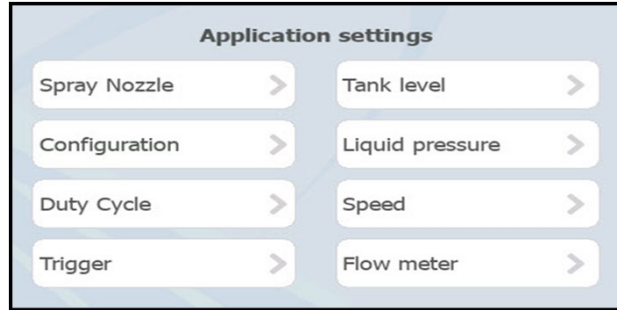 Application settings
Spray Nozzle
Tank level
Configuration
Liquid pressure
Duty Cycle
Speed
Trigger
Flow meter